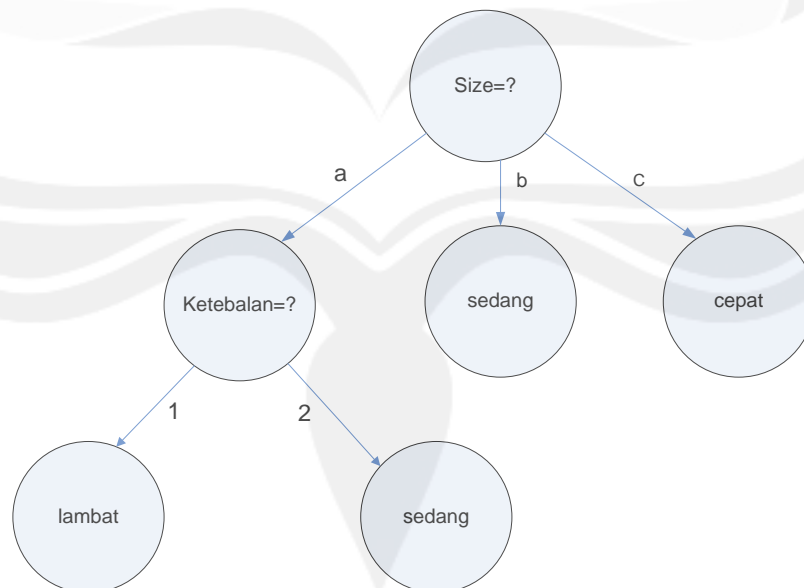 Size=?
a
b
c
Ketebalan=?
sedang
cepat
1
2
lambat
sedang